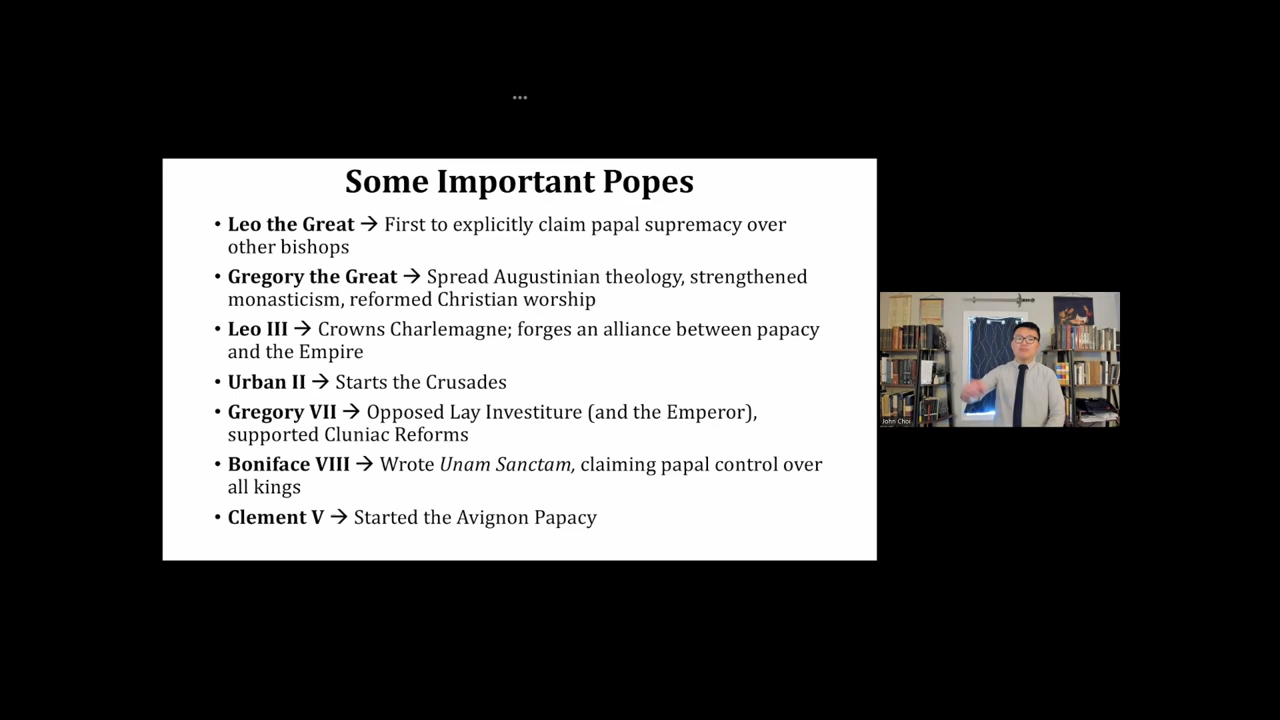 ...
Some Important Popes
• Leo the Great → First to explicitly claim papal supremacy over
other bishops
• Gregory the Great → Spread Augustinian theology, strengthened
monasticism, reformed Christian worship
• Leo III → Crowns Charlemagne; forges an alliance between papacy
and the Empire
• Urban II → Starts the Crusades
• Gregory VII → Opposed Lay Investiture (and the Emperor),
supported Cluniac Reforms
• Boniface VIII → Wrote Unam Sanctam, claiming papal control over
all kings
• Clement V → Started the Avignon Papacy
John Choi